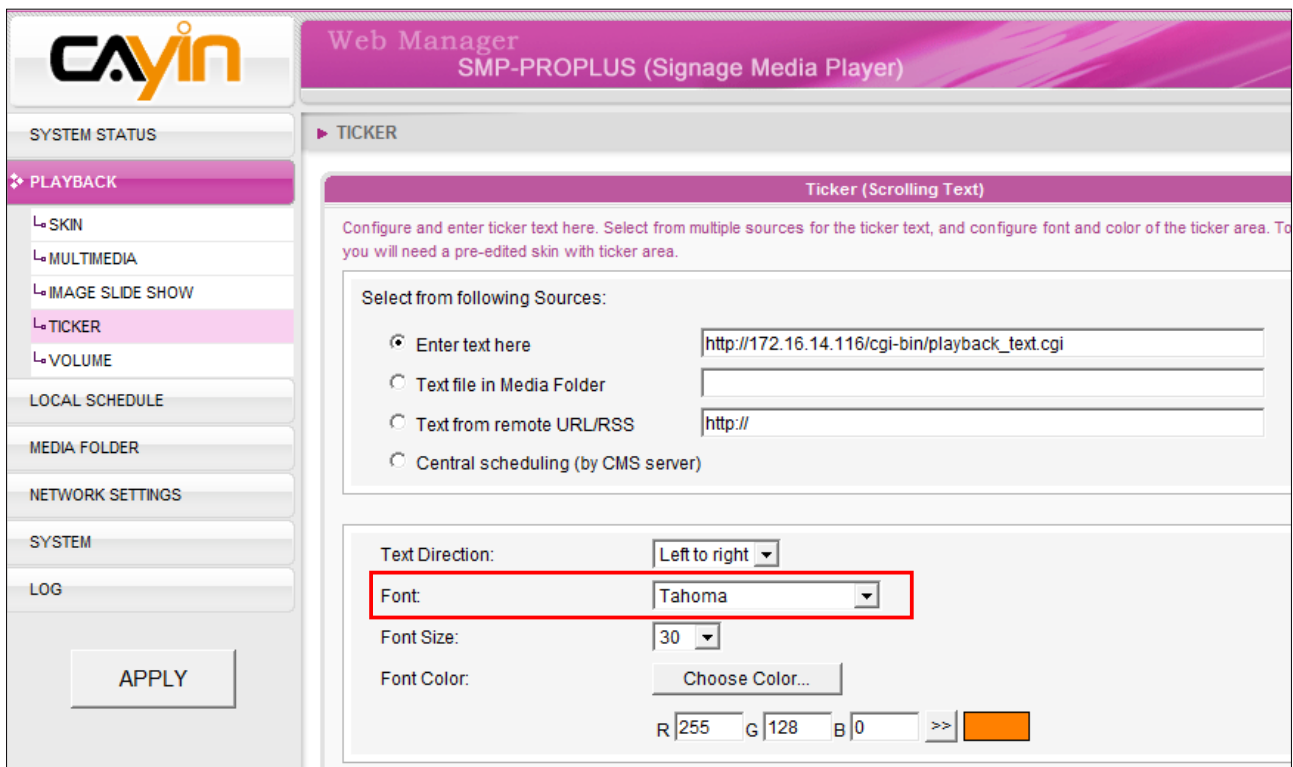 CAYIN
Web Manager
SMP-PROPLUS (Signage Media Player)
SYSTEM STATUS
PLAYBACK
SKIN
MULTIMEDIA
IMAGE SLIDE SHOW
TICKER
VOLUME
LOCAL SCHEDULE
MEDIA FOLDER
NETWORK SETTINGS
SYSTEM
LOG
APPLY
TICKER
Ticker (Scrolling Text)
Configure and enter ticker text here. Select from multiple sources for the ticker text, and configure font and color of the ticker area. To
you will need a pre-edited skin with ticker area.
Select from following Sources:
Enter text here http://172.16.14.116/cgi-bin/playback_text.cgi
Text file in Media Folder
Text from remote URL/RSS http://
Central scheduling (by CMS server)
Text Direction: Left to right
Font: Tahoma
Font Size: 30
Font Color: Choose Color...
R 255 G 128 B 0 >>